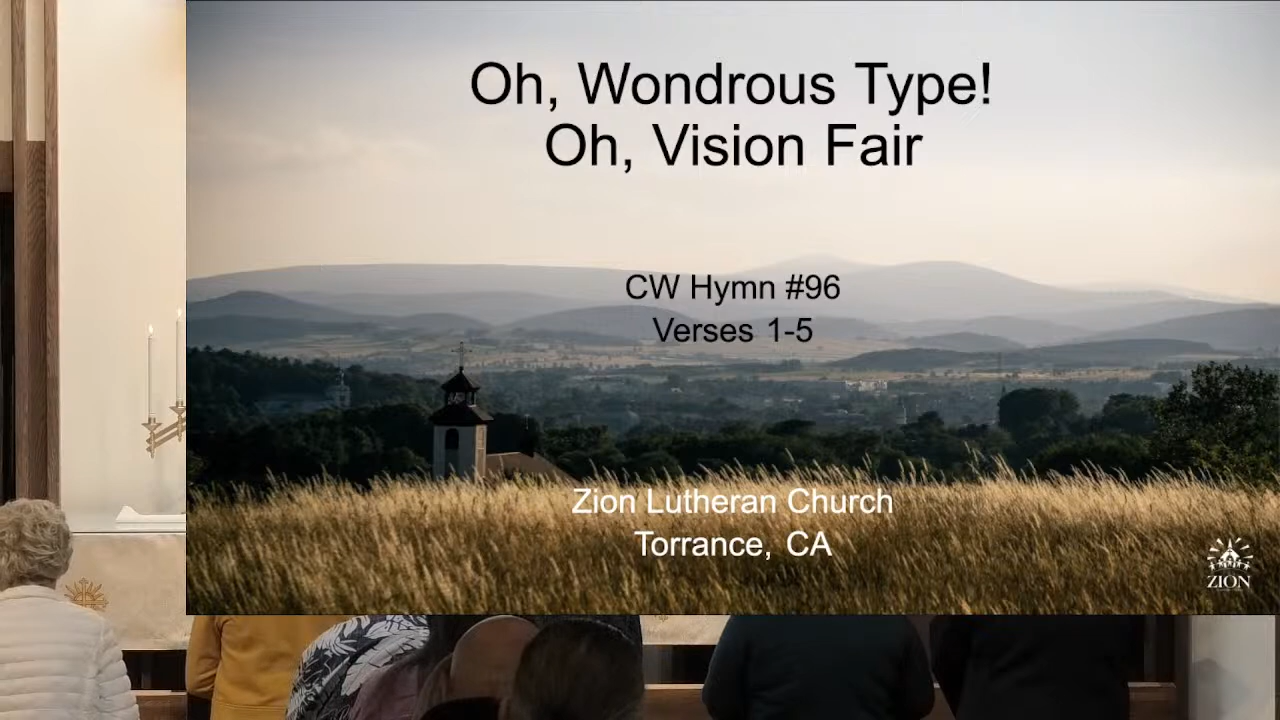 Oh, Wondrous Type!
Oh, Vision Fair
CW Hymn #96
Verses 1-5
Zion Lutheran Church
Torrance, CA
ZION